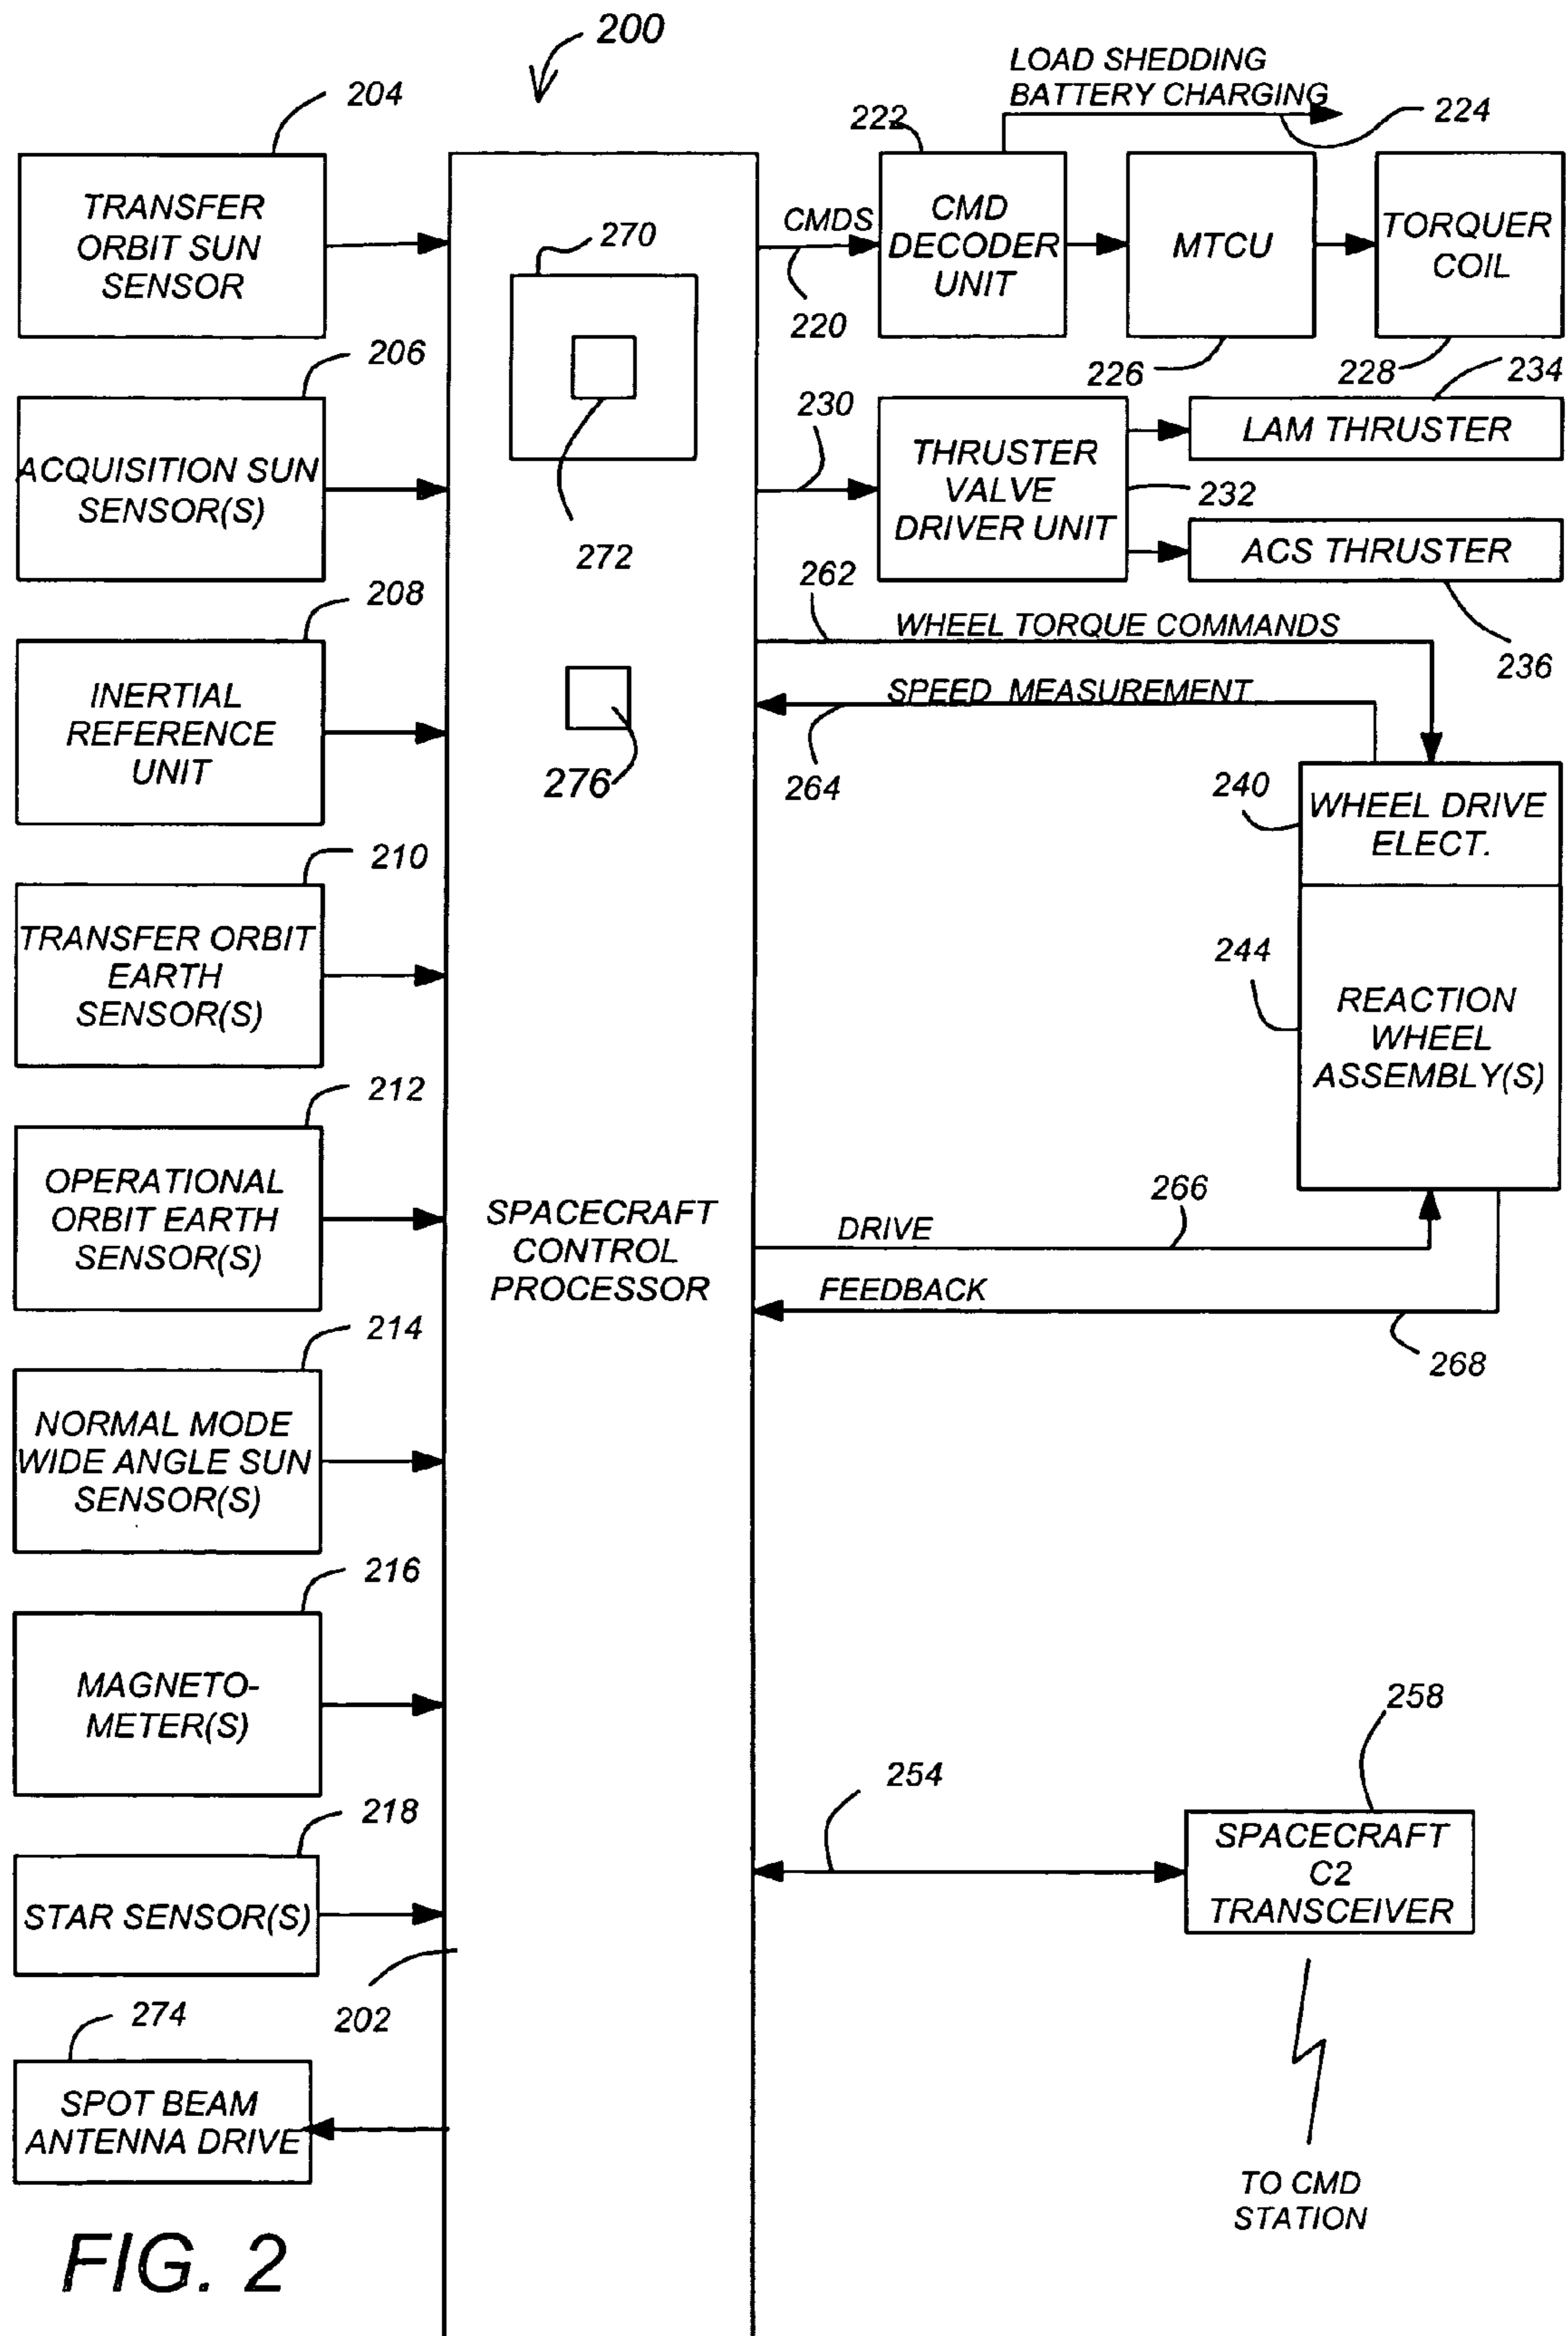 200
204
TRANSFER
ORBIT SUN
SENSOR
206
ACQUISITION SUN
SENSOR(S)
208
INERTIAL
REFERENCE
UNIT
210
TRANSFER ORBIT
EARTH
SENSOR(S)
212
OPERATIONAL
ORBIT EARTH
SENSOR(S)
214
NORMAL MODE
WIDE ANGLE SUN
SENSOR(S)
216
MAGNETO-
METER(S)
218
STAR SENSOR(S)
202
274
SPOT BEAM
ANTENNA DRIVE
270
272
276
SPACECRAFT
CONTROL
PROCESSOR
LOAD SHEDDING
BATTERY CHARGING
224
222
CMDS
220
CMD
DECODER
UNIT
MTCU
226
TORQUER
COIL
228
230
THRUSTER
VALVE
DRIVER UNIT
232
234
LAM THRUSTER
ACS THRUSTER
236
262
WHEEL TORQUE COMMANDS
SPEED MEASUREMENT
264
240
WHEEL DRIVE
ELECT.
244
REACTION
WHEEL
ASSEMBLY(S)
DRIVE
266
FEEDBACK
268
254
258
SPACECRAFT
C2
TRANSCEIVER
TO CMD
STATION
FIG. 2